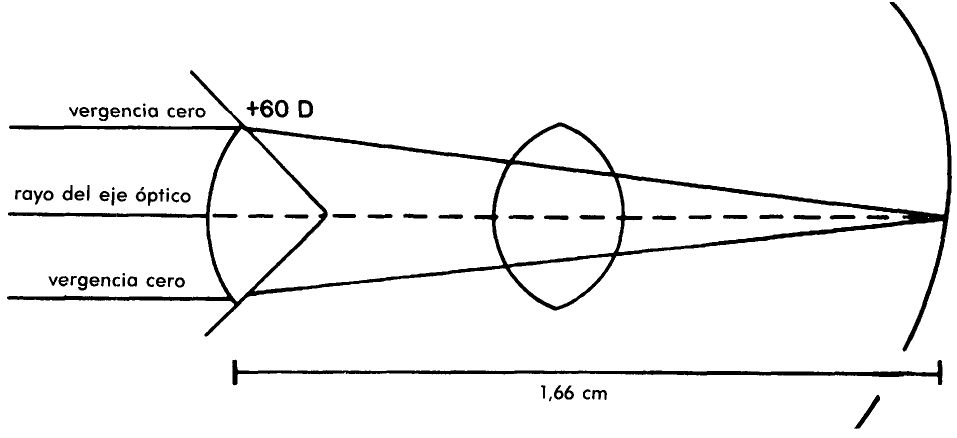 vergencia cero
+60 D
rayo del eje óptico
vergencia cero
1,66 cm